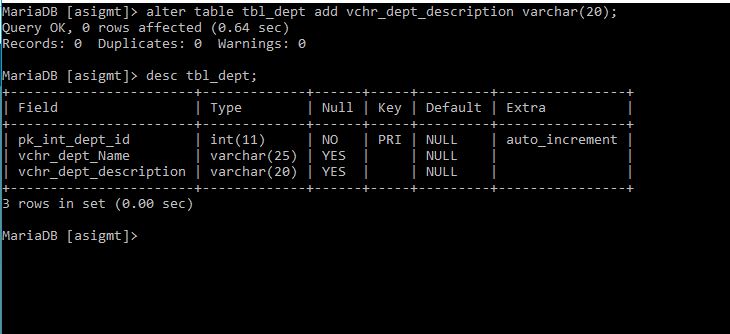 MariaDB [asigmt]> alter table tbl_dept add vchr_dept_description varchar(20);
Query OK, 0 rows affected (0.64 sec)
Records: 0  Duplicates: 0  Warnings: 0
MariaDB [asigmt]> desc tbl_dept;
+-----------------------+-------------+------+-----+---------+----------------+
| Field                 | Type        | Null | Key | Default | Extra          |
+-----------------------+-------------+------+-----+---------+----------------+
| pk_int_dept_id        | int(11)     | NO   | PRI | NULL    | auto_increment |
| vchr_dept_Name        | varchar(25) | YES  |     | NULL    |                |
| vchr_dept_description | varchar(20) | YES  |     | NULL    |                |
+-----------------------+-------------+------+-----+---------+----------------+
3 rows in set (0.00 sec)
MariaDB [asigmt]>